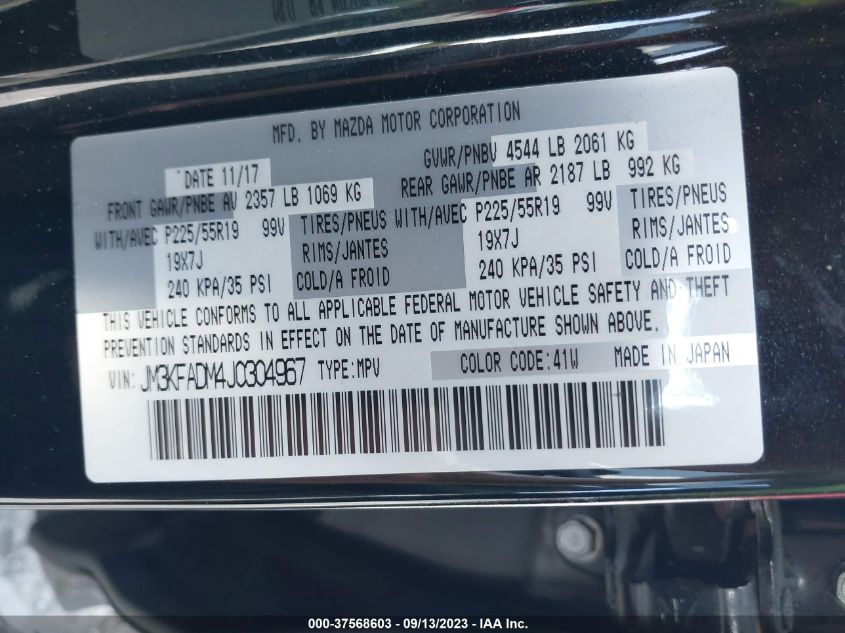 MFD. BY MAZDA MOTOR CORPORATION
DATE 11/17 GVWR/PNBV 4544 LB 2061 KG
FRONT GAWR/PNBE AV 2357 LB 1069 KG REAR GAWR/PNBE AR 2187 LB 992 KG
WITH/AVEC P225/55R19 99V TIRES/PNEUS WITH/AVEC P225/55R19 99V TIRES/PNEUS
19X7J RIMS/JANTES 19X7J RIMS/JANTES
240 KPA/35 PSI COLD/A FROID 240 KPA/35 PSI COLD/A FROID
THIS VEHICLE CONFORMS TO ALL APPLICABLE FEDERAL MOTOR VEHICLE SAFETY AND THEFT
PREVENTION STANDARDS IN EFFECT ON THE DATE OF MANUFACTURE SHOWN ABOVE.
VIN: JM3KFADM4J0304967 TYPE:MPV COLOR CODE:41W MADE IN JAPAN
000-37568603 - 09/13/2023 - IAA Inc.